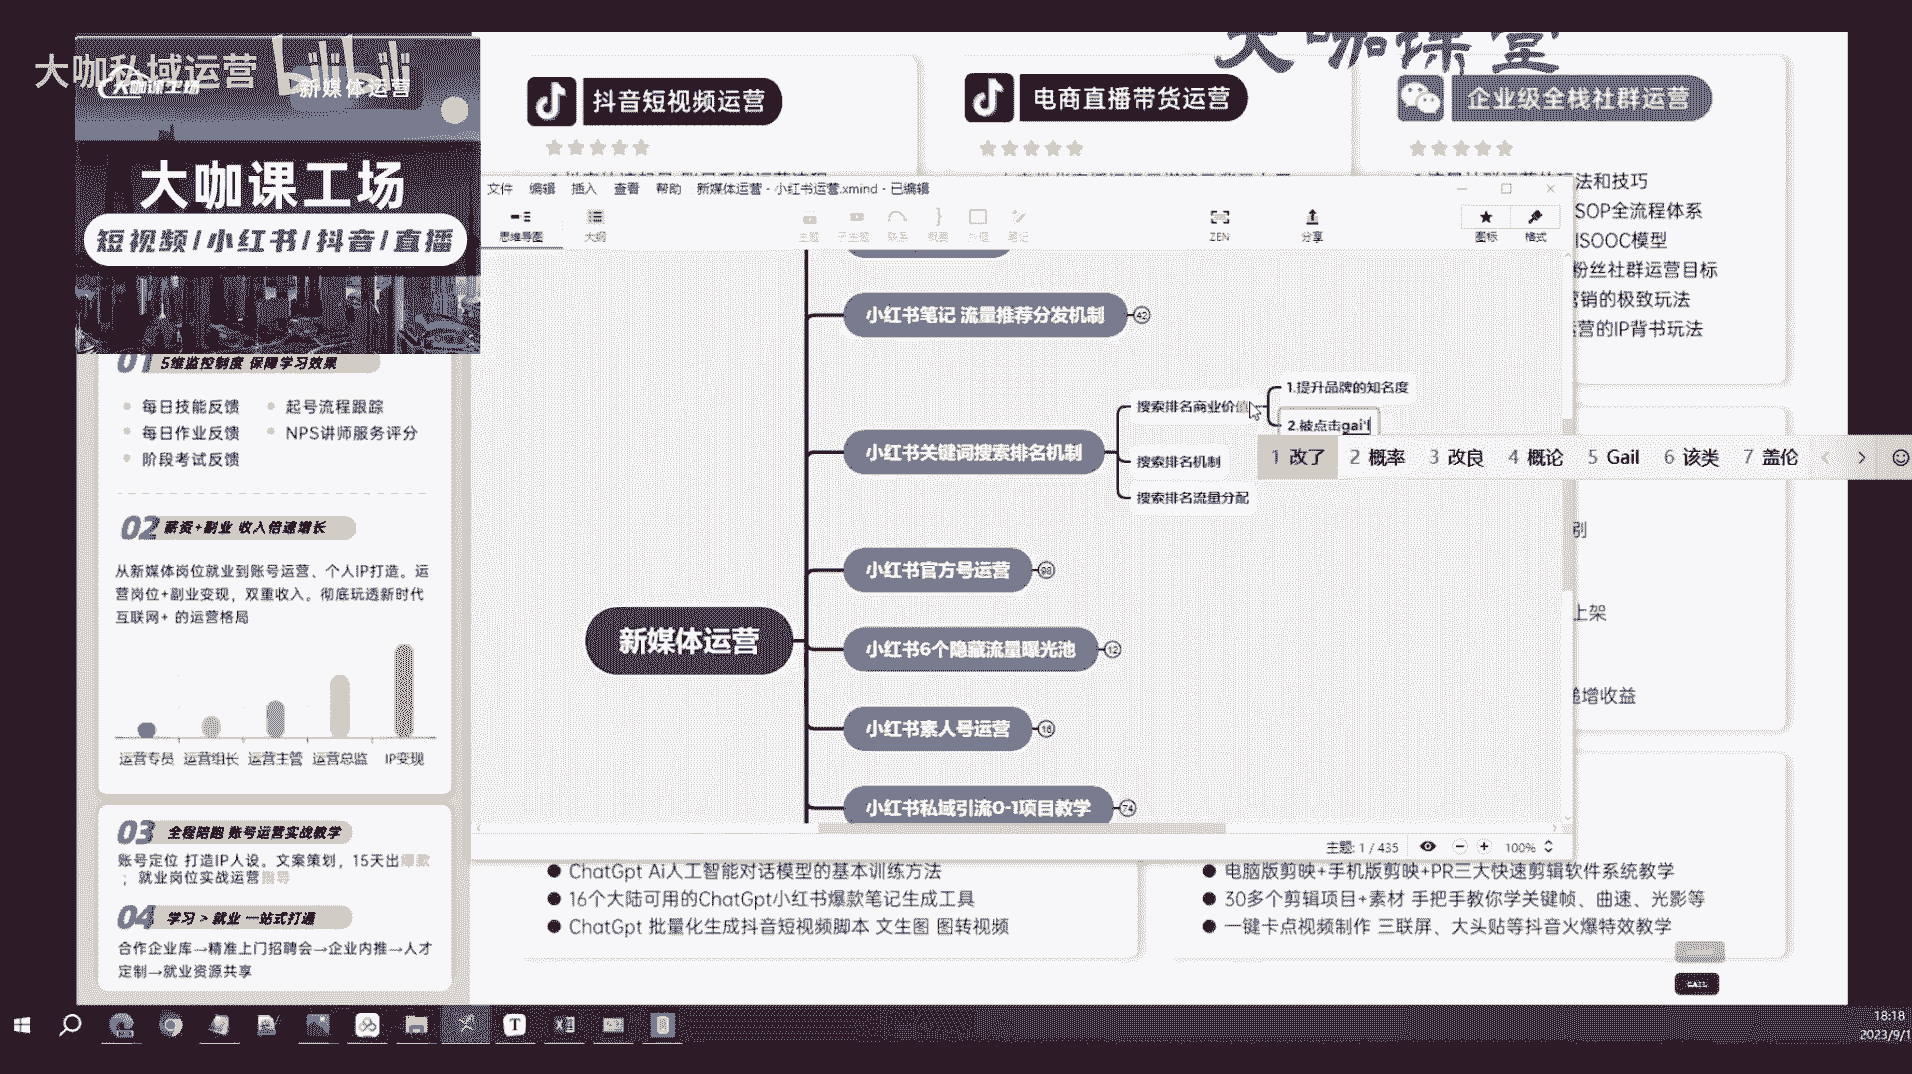 大咖私域运营
新媒体运营
大咖课工场
短视频/小红书/抖音/直播
01 5维监控制度 保障学习效果
每日技能反馈
起号流程跟踪
每日作业反馈
NPS讲师服务评分
阶段考试反馈
02 薪资+副业 收入倍速增长
从新媒体岗位就业到账号运营、个人IP打造。运
营岗位+副业变现，双重收入。彻底玩透新时代
互联网+ 的运营格局
运营专员 运营组长 运营主管 运营总监 IP变现
03 全程陪跑 账号运营实战教学
账号定位 打造IP人设。文案策划，15天出爆款
；就业岗位实战运营指导
04 学习 > 就业 一站式打通
合作企业库→精准上门招聘会→企业内推→人才
定制→就业资源共享
大咖课堂
抖音短视频运营
电商直播带货运营
企业级全栈社群运营
法和技巧
SOP全流程体系
ISOOC模型
粉丝社群运营目标
营销的极致玩法
运营的IP背书玩法
文件 编辑 插入 查看 帮助 新媒体运营 - 小红书运营.xmind - 已编辑
思维导图 大纲 主题 子主题 联系 概要 外框 笔记 ZEN 分享 图标 格式
小红书笔记 流量推荐分发机制 42
小红书关键词搜索排名机制
搜索排名商业价值
1.提升品牌的知名度
2.被点击gai'l
搜索排名机制
搜索排名流量分配
1 改了 2 概率 3 改良 4 概论 5 Gail 6 该类 7 盖伦
小红书官方号运营 98
小红书6个隐藏流量曝光池 12
新媒体运营
小红书素人号运营 16
小红书私域引流0-1项目教学 74
主题: 1 / 435
100%
上架
递增收益
ChatGpt Ai人工智能对话模型的基本训练方法
16个大陆可用的ChatGpt小红书爆款笔记生成工具
ChatGpt 批量化生成抖音短视频脚本 文生图 图转视频
电脑版剪映+手机版剪映+PR三大快速剪辑软件系统教学
30多个剪辑项目+素材 手把手教你学关键帧、曲速、光影等
一键卡点视频制作 三联屏、大头贴等抖音火爆特效教学
18:18
2023/9/1